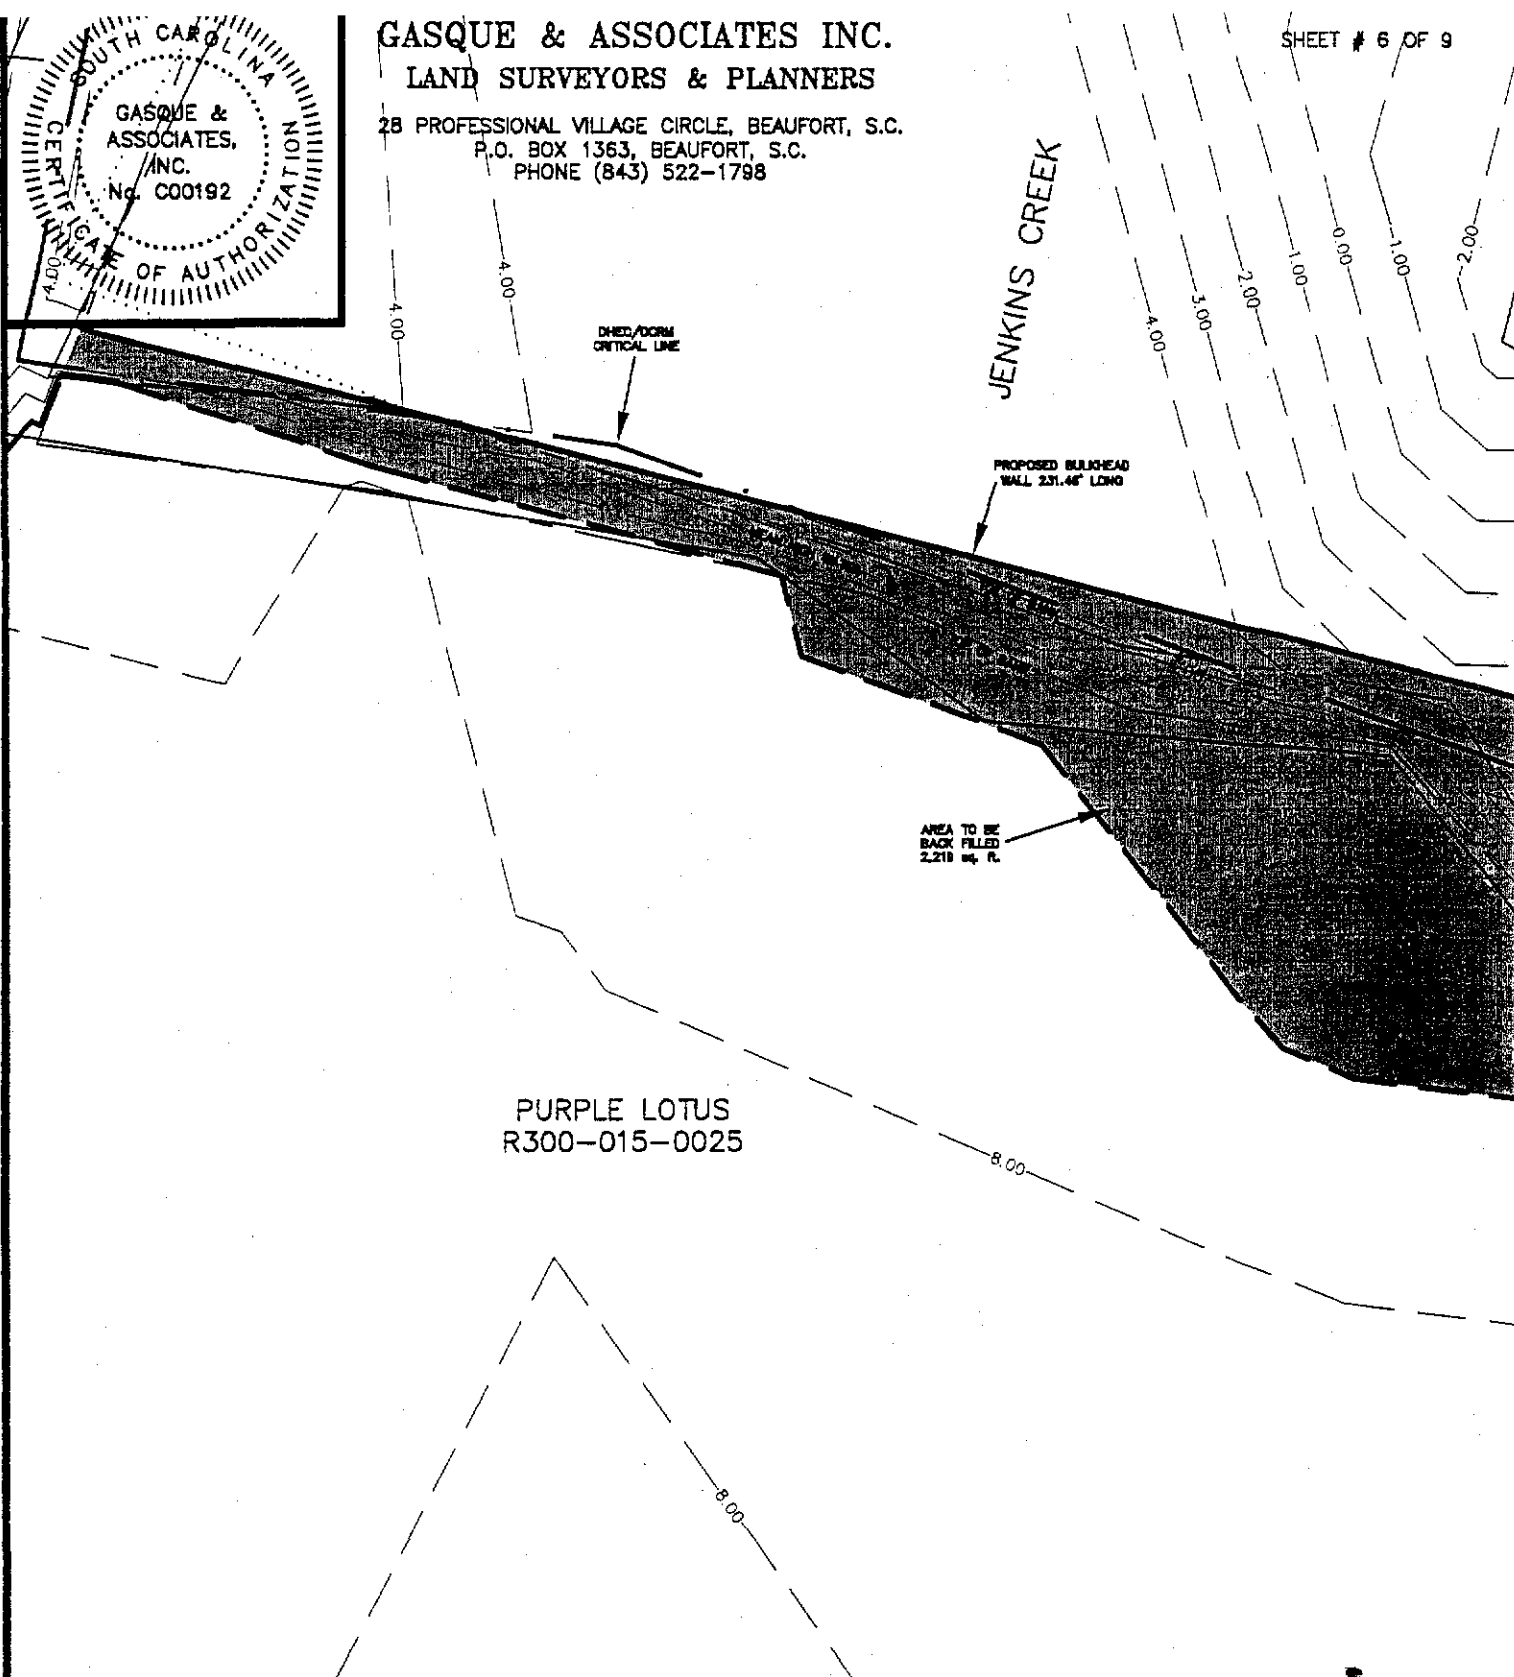 GASQUE & ASSOCIATES INC.
LAND SURVEYORS & PLANNERS
28 PROFESSIONAL VILLAGE CIRCLE, BEAUFORT, S.C.
P.O. BOX 1363, BEAUFORT, S.C.
PHONE (843) 522-1798
SHEET # 6 OF 9
SOUTH CAROLINA
CERTIFICATE OF AUTHORIZATION
GASQUE &
ASSOCIATES,
INC.
No. C00192
JENKINS CREEK
4.00
4.00
4.00
4.00
3.00
-2.00
-1.00
0.00
-1.00
-2.00
DHEC/OCRM
CRITICAL LINE
PROPOSED BULKHEAD
WALL 231.46' LONG
AREA TO BE
BACK FILLED
sq. ft.
PURPLE LOTUS
R300-015-0025
8.00
8.00